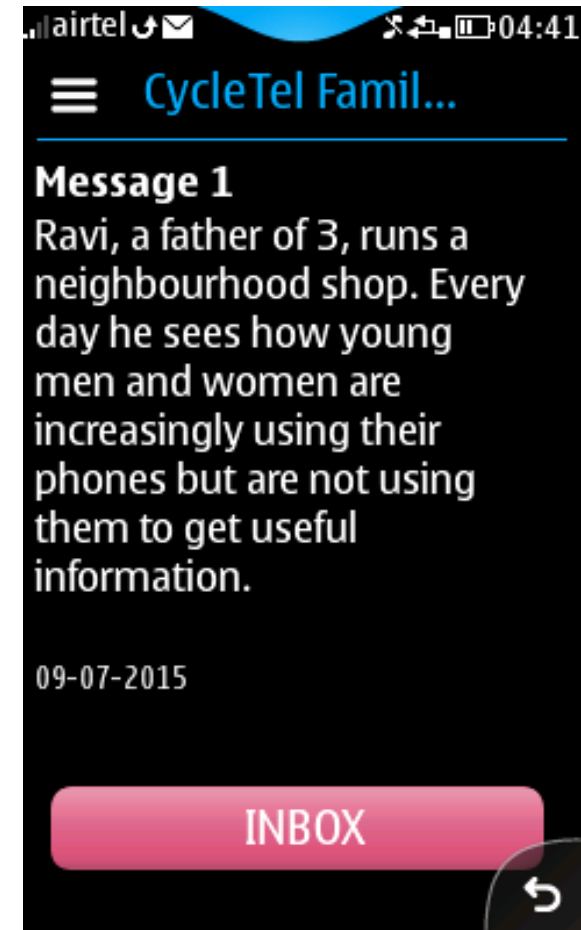 airtel 04:41
CycleTel Famil...
Message 1
Ravi, a father of 3, runs a
neighbourhood shop. Every
day he sees how young
men and women are
increasingly using their
phones but are not using
them to get useful
information.
09-07-2015
INBOX